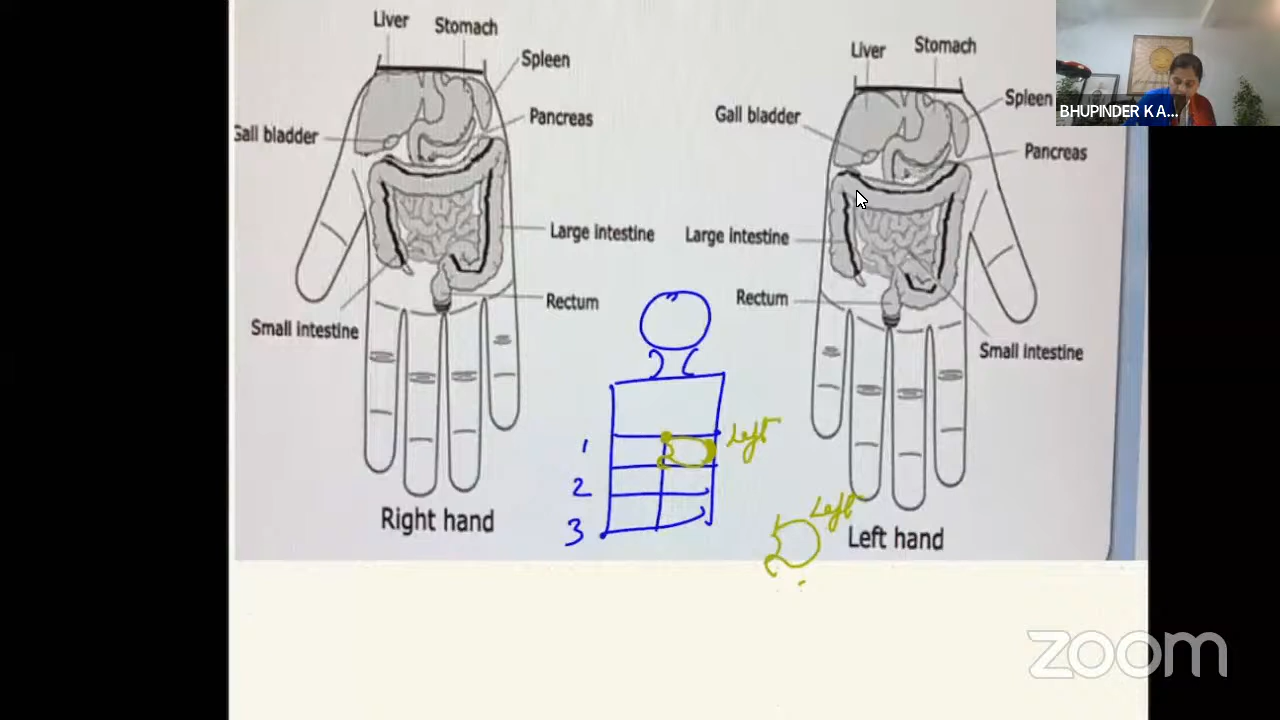 Liver
Stomach
Spleen
Pancreas
Gall bladder
Large intestine
Rectum
Small intestine
Right hand
Liver
Stomach
Spleen
Gall bladder
Pancreas
Large intestine
Rectum
Small intestine
Left hand
Left
1
2
3
Left
BHUPINDER K A...
zoom